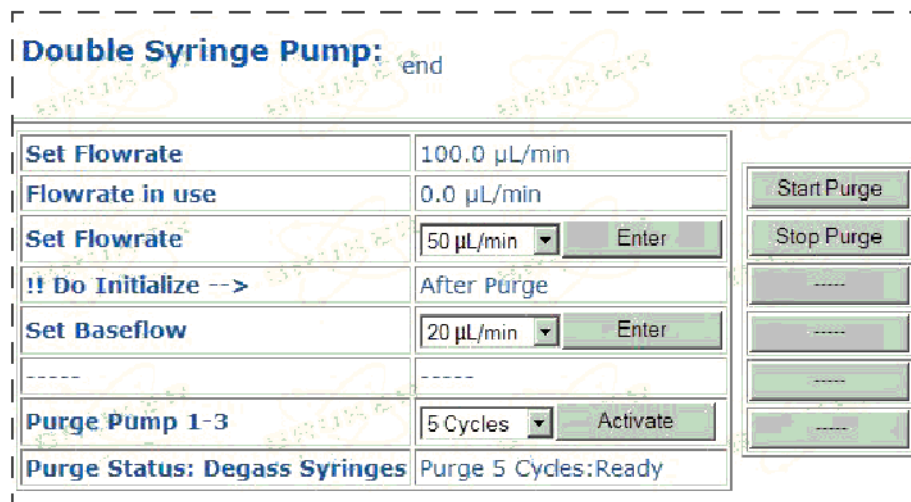 Double Syringe Pump: end
Set Flowrate 100.0 µL/min
Flowrate in use 0.0 µL/min
Start Purge
Set Flowrate 50 µL/min Enter
Stop Purge
!! Do Initialize --> After Purge
-----
Set Baseflow 20 µL/min Enter
-----
----- -----
-----
Purge Pump 1-3 5 Cycles Activate
-----
Purge Status: Degass Syringes Purge 5 Cycles:Ready